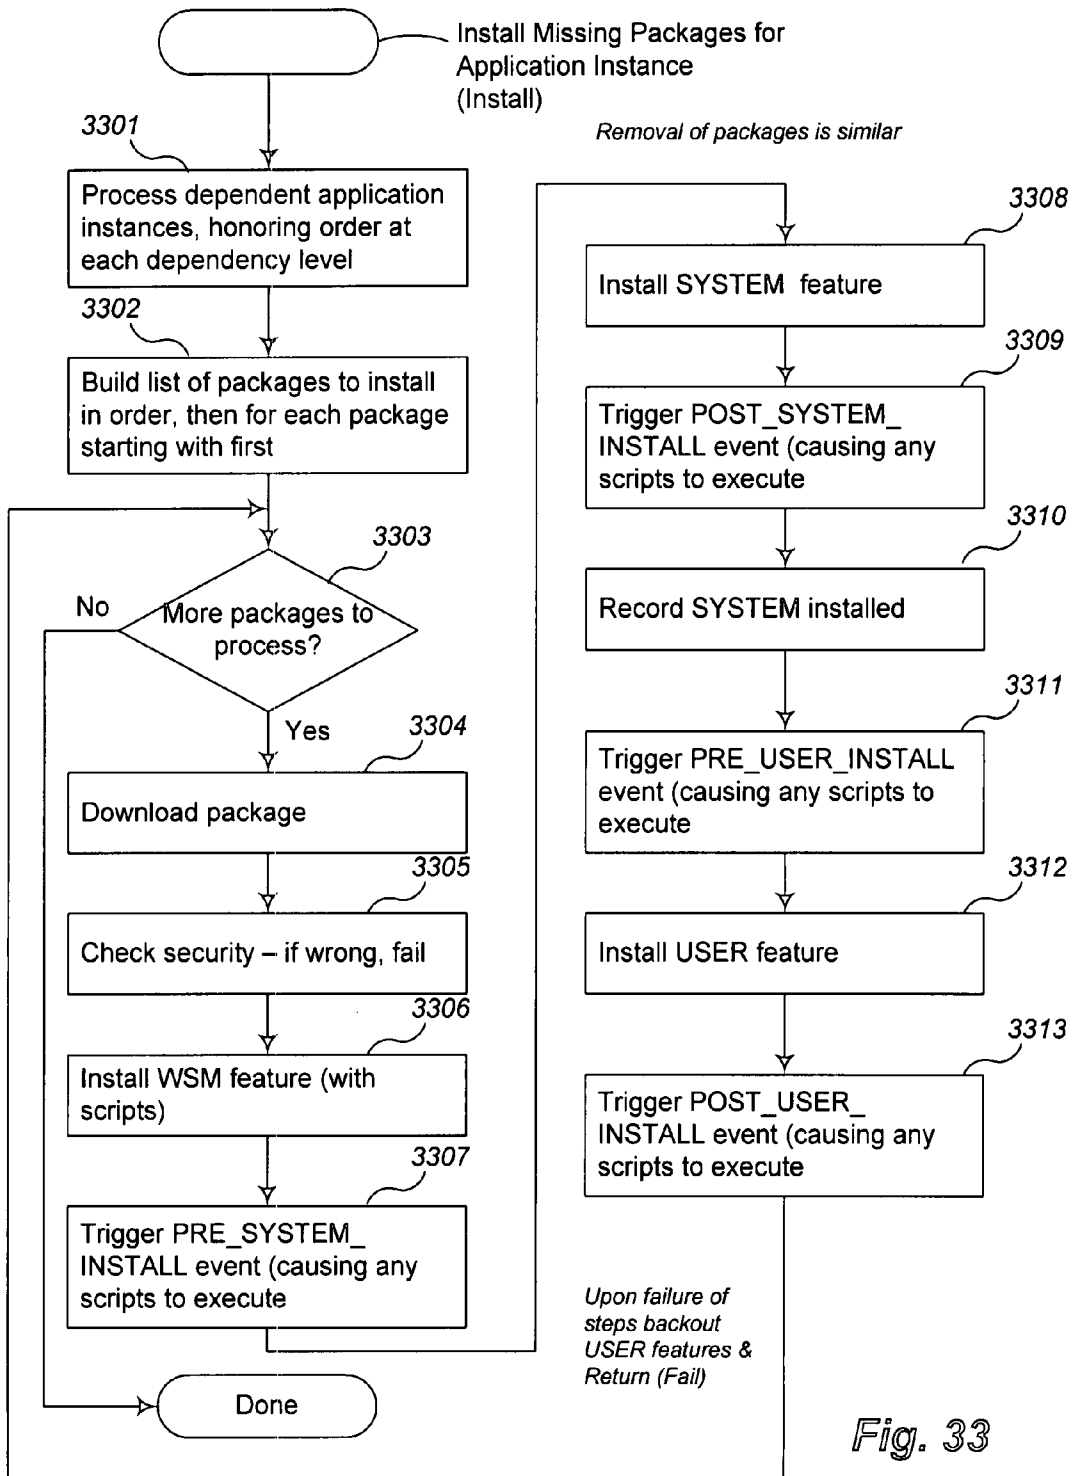 Install Missing Packages for
Application Instance
(Install)
3301
Process dependent application
instances, honoring order at
each dependency level
3302
Build list of packages to install
in order, then for each package
starting with first
3303
No
More packages to
process?
Yes
3304
Download package
3305
Check security – if wrong, fail
3306
Install WSM feature (with
scripts)
3307
Trigger PRE_SYSTEM_
INSTALL event (causing any
scripts to execute
Done
Removal of packages is similar
3308
Install SYSTEM feature
3309
Trigger POST_SYSTEM_
INSTALL event (causing any
scripts to execute
3310
Record SYSTEM installed
3311
Trigger PRE_USER_INSTALL
event (causing any scripts to
execute
3312
Install USER feature
3313
Trigger POST_USER_
INSTALL event (causing any
scripts to execute
Upon failure of
steps backout
USER features &
Return (Fail)
Fig. 33